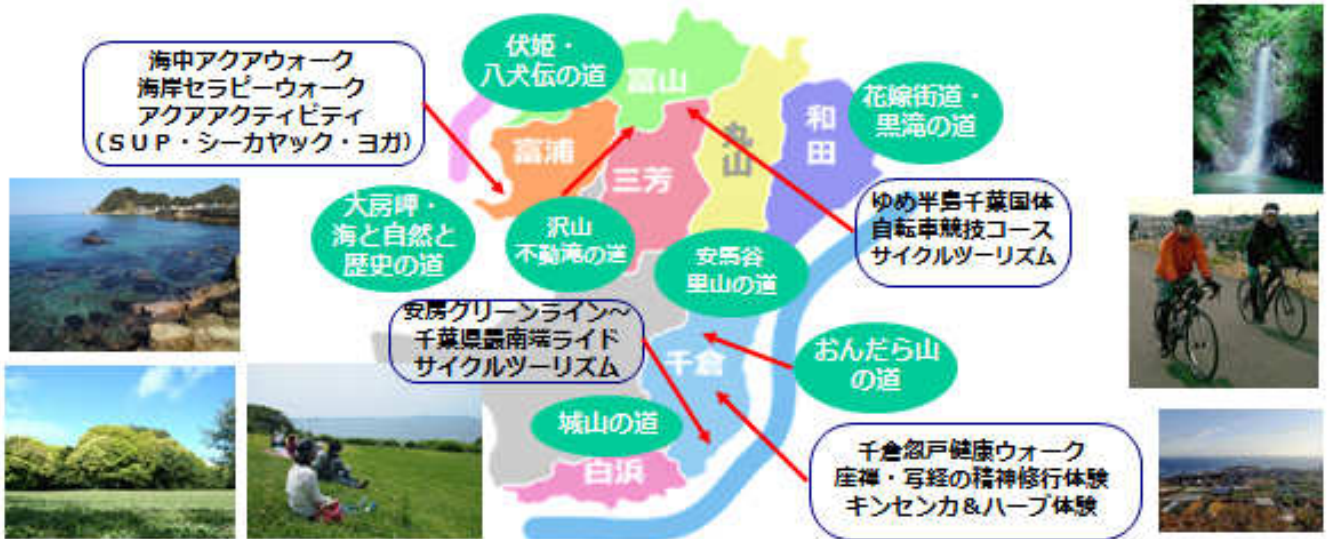 海中アクアウォーク
海岸セラピーウォーク
アクアアクティビティ
(SUP・シーカヤック・ヨガ)
伏姫・
八犬伝の道
富山
花嫁街道・
黒滝の道
和田
丸山
富浦
三芳
大房岬・
海と自然と
歴史の道
沢山
不動滝の道
安馬谷
里山の道
ゆめ半島千葉国体
自転車競技コース
サイクルツーリズム
安房グリーンライン～
千葉県最南端ライド
サイクルツーリズム
千倉
おんだら山
の道
城山の道
白浜
千倉忽戸健康ウォーク
座禅・写経の精神修行体験
キンセンカ&ハーブ体験